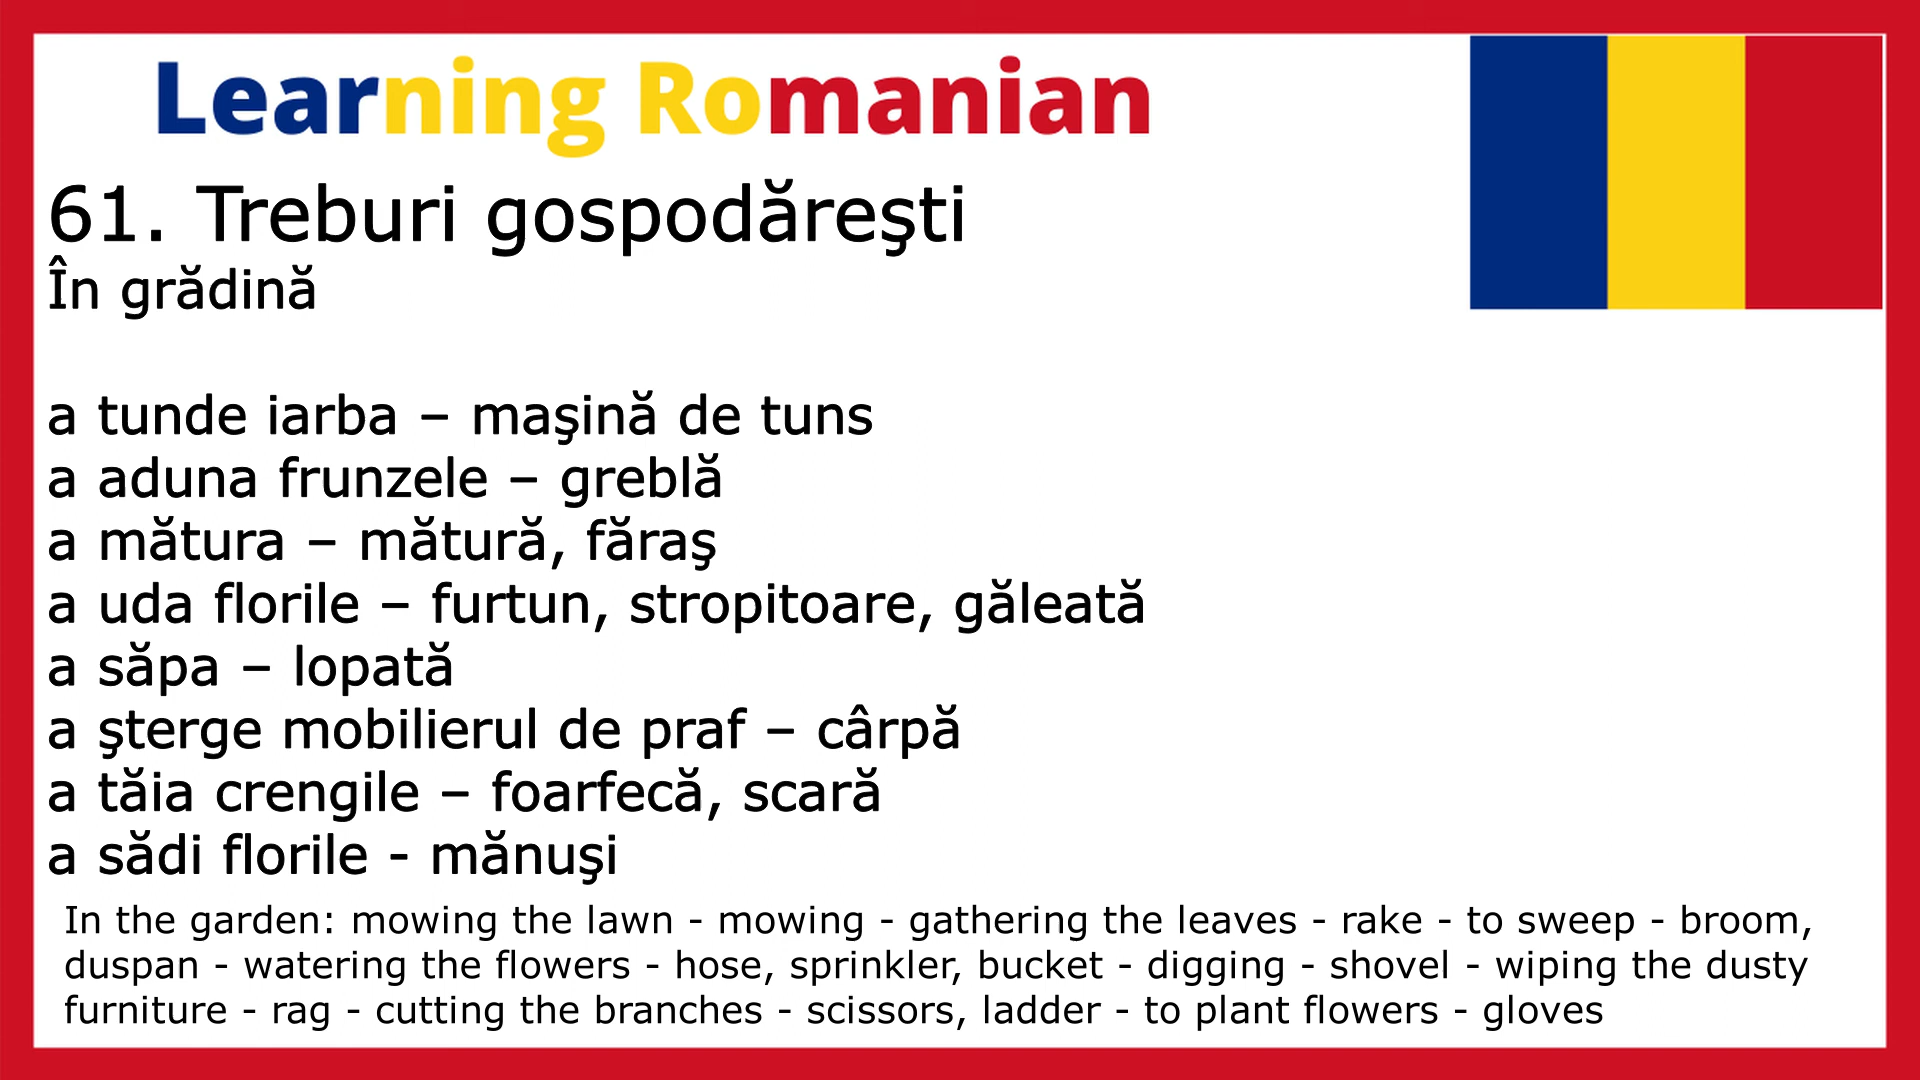 Learning Romanian
61. Treburi gospodăreşti
În grădină
a tunde iarba – maşină de tuns
a aduna frunzele – greblă
a mătura – mătură, făraş
a uda florile – furtun, stropitoare, găleată
a săpa – lopată
a şterge mobilierul de praf – cârpă
a tăia crengile – foarfecă, scară
a sădi florile - mănuşi
In the garden: mowing the lawn - mowing - gathering the leaves - rake - to sweep - broom,
duspan - watering the flowers - hose, sprinkler, bucket - digging - shovel - wiping the dusty
furniture - rag - cutting the branches - scissors, ladder - to plant flowers - gloves